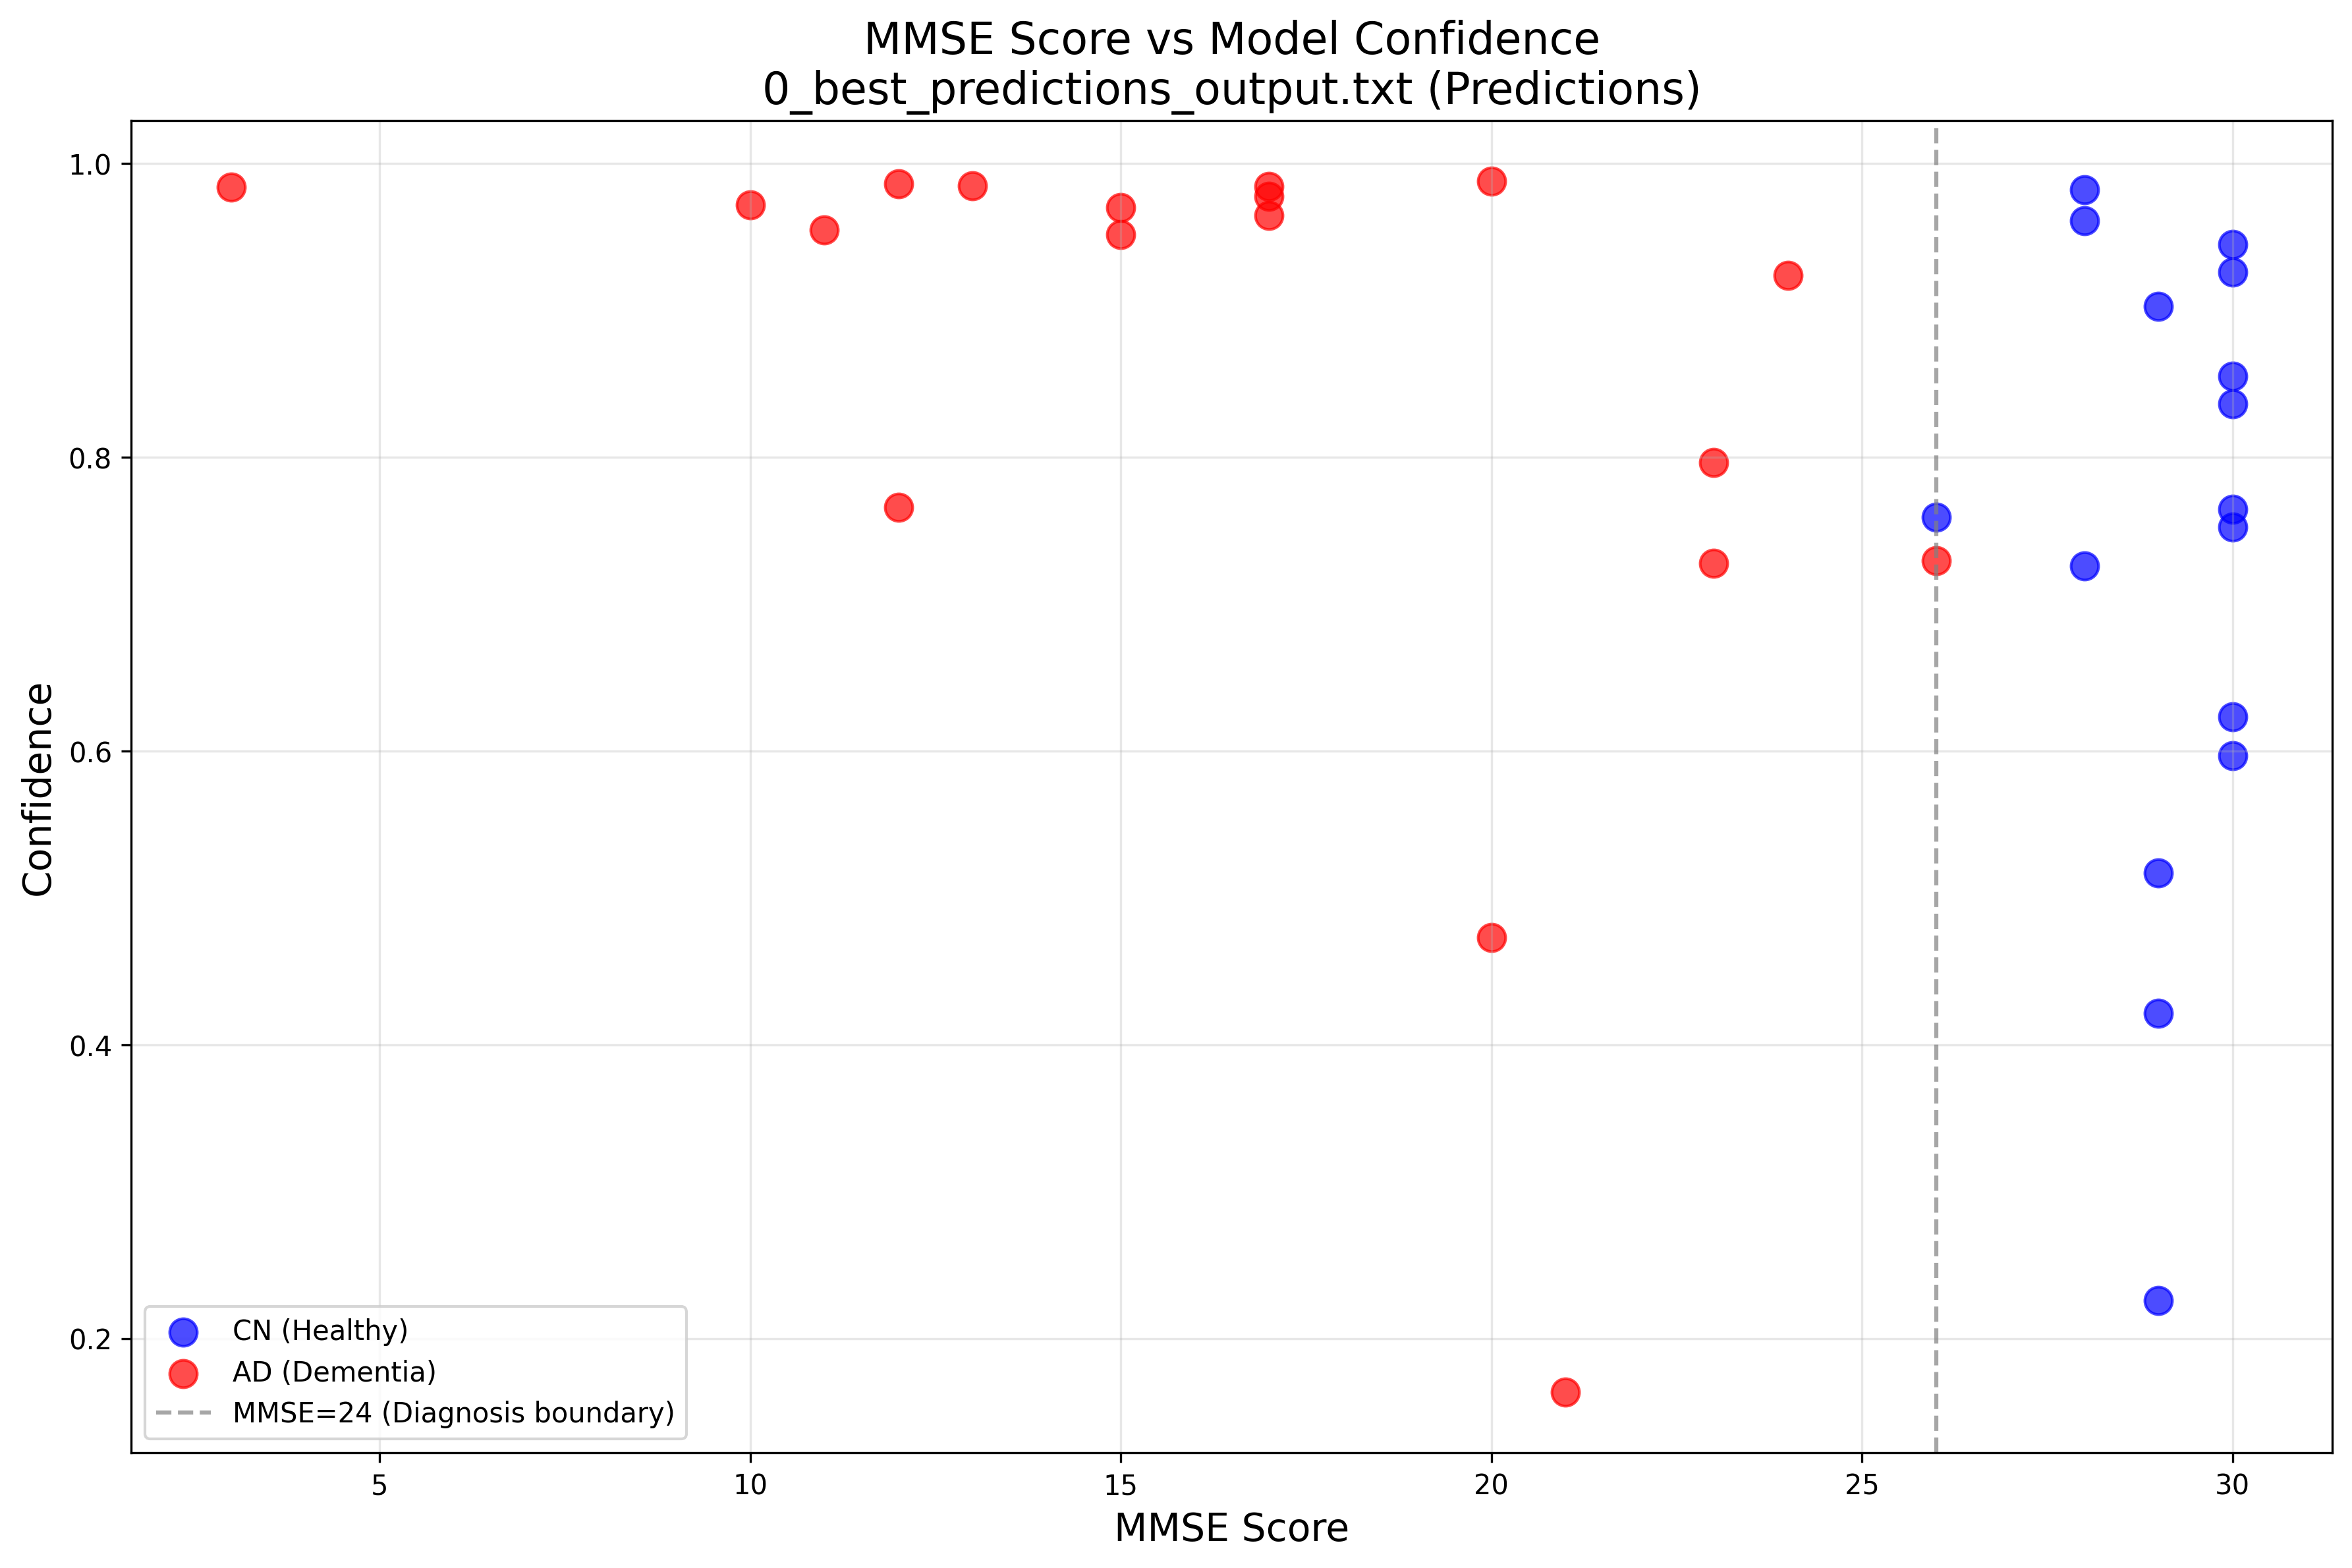 MMSE Score vs Model Confidence
0_best_predictions_output.txt (Predictions)
Confidence
1.0
0.8
0.6
0.4
0.2
CN (Healthy)
AD (Dementia)
MMSE=24 (Diagnosis boundary)
5
10
15
20
25
30
MMSE Score